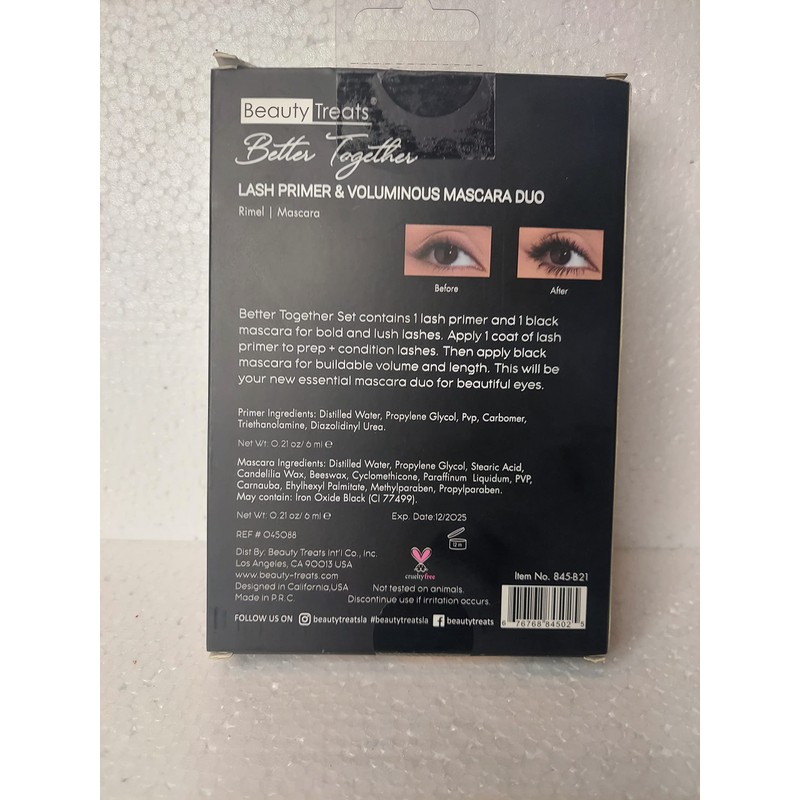 Beauty Treats®
Better Together
LASH PRIMER & VOLUMINOUS MASCARA DUO
Rimel | Mascara
Before
After
Better Together Set contains 1 lash primer and 1 black
mascara for bold and lush lashes. Apply 1 coat of lash
primer to prep + condition lashes. Then apply black
mascara for buildable volume and length. This will be
your new essential mascara duo for beautiful eyes.
Primer Ingredients: Distilled Water, Propylene Glycol, Pvp, Carbomer,
Triethanolamine, Diazolidinyl Urea.
Net Wt: 0.21 oz/ 6 ml ℮
Mascara Ingredients: Distilled Water, Propylene Glycol, Stearic Acid,
Candelilia Wax, Beeswax, Cyclomethicone, Paraffinum Liquidum, PVP,
Carnauba, Ehylhexyl Palmitate, Methylparaben, Propylparaben.
May contain: Iron Oxide Black (CI 77499).
Net Wt: 0.21 oz/ 6 ml ℮
Exp. Date:12/2025
REF # 045088
12 m
Dist By: Beauty Treats Int'l Co., Inc.
Los Angeles, CA 90013 USA
www.beauty-treats.com
Designed in California,USA
Made in P.R.C.
crueltyfree
Not tested on animals.
Discontinue use if irritation occurs.
Item No. 845-B21
6 76768 84502 5
FOLLOW US ON beautytreatsla #beautytreatsla beautytreats